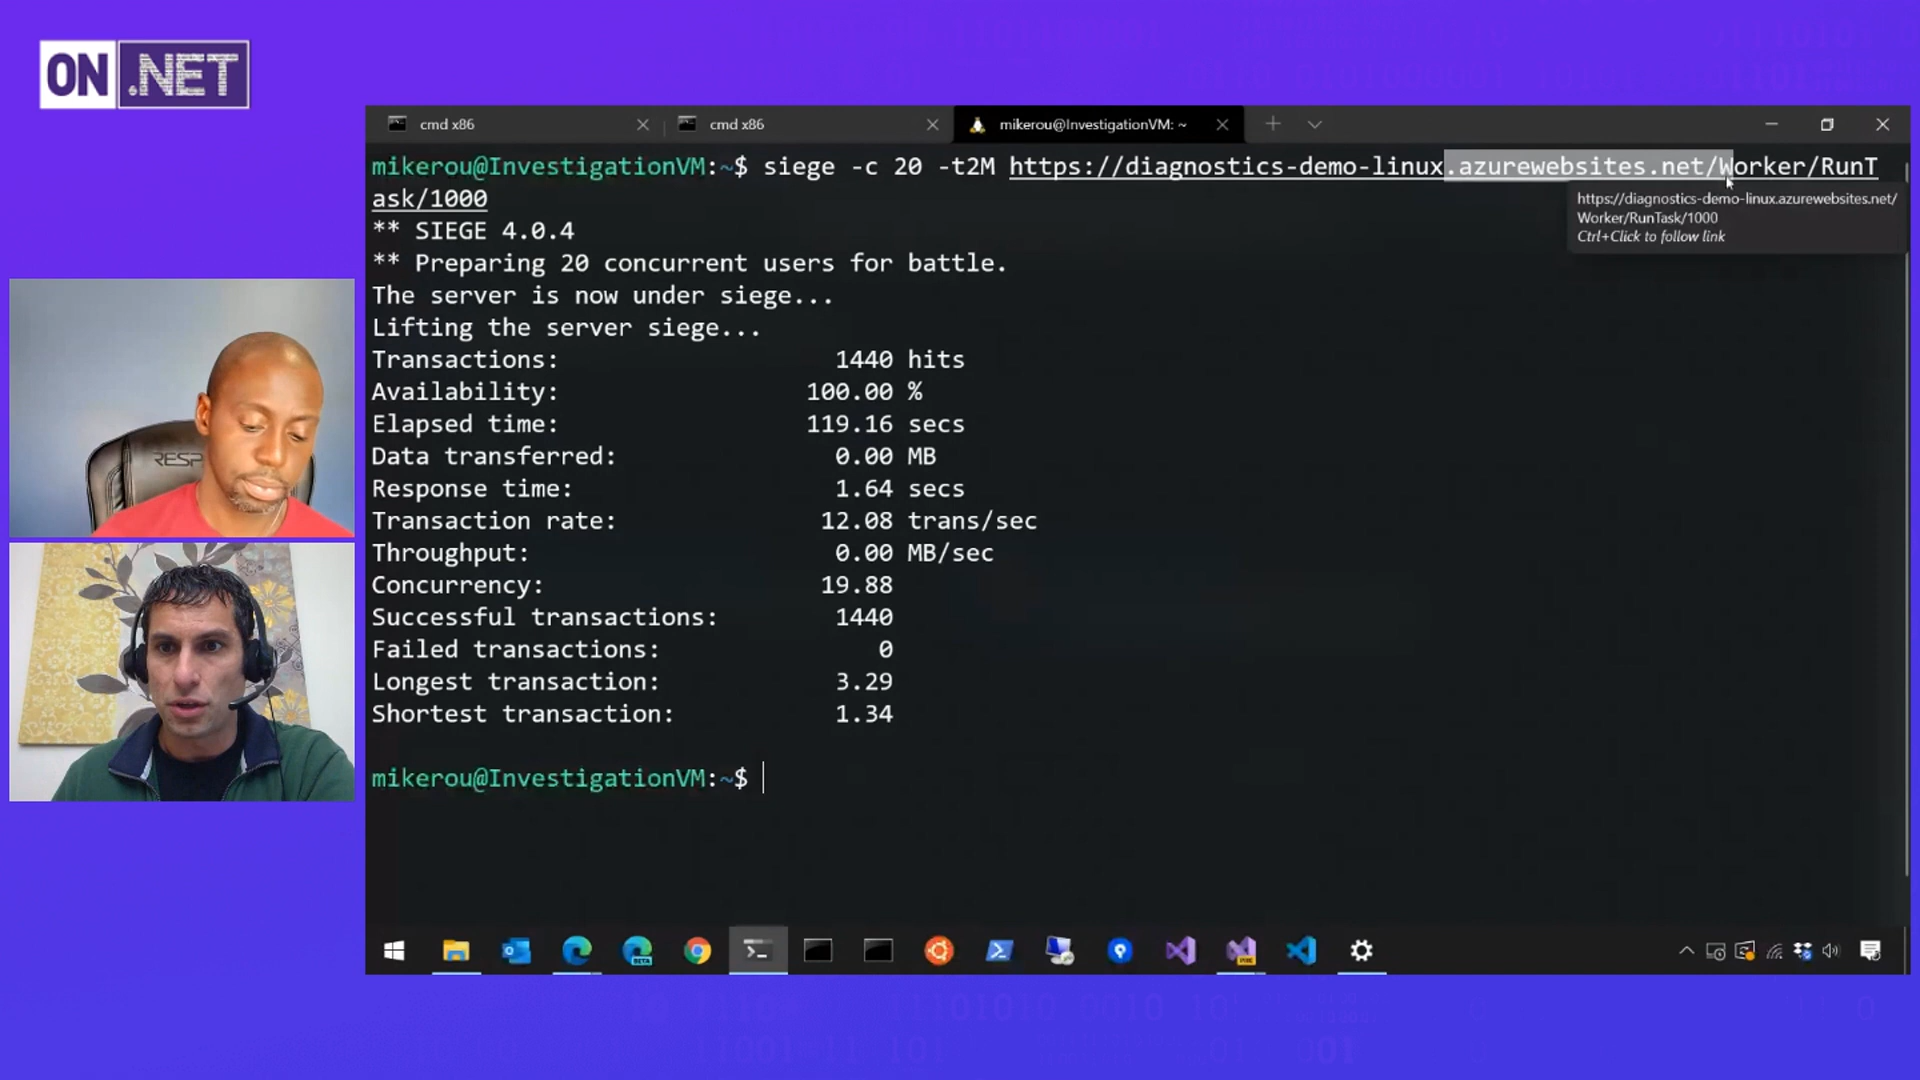 ON .NET
cmd x86
cmd x86
mikerou@InvestigationVM: ~
mikerou@InvestigationVM:~$ siege -c 20 -t2M https://diagnostics-demo-linux.azurewebsites.net/Worker/RunT
ask/1000
https://diagnostics-demo-linux.azurewebsites.net/
Worker/RunTask/1000
Ctrl+Click to follow link
** SIEGE 4.0.4
** Preparing 20 concurrent users for battle.
The server is now under siege...
Lifting the server siege...
Transactions: 1440 hits
Availability: 100.00 %
Elapsed time: 119.16 secs
Data transferred: 0.00 MB
Response time: 1.64 secs
Transaction rate: 12.08 trans/sec
Throughput: 0.00 MB/sec
Concurrency: 19.88
Successful transactions: 1440
Failed transactions: 0
Longest transaction: 3.29
Shortest transaction: 1.34
mikerou@InvestigationVM:~$
RESP
BETA
PRE